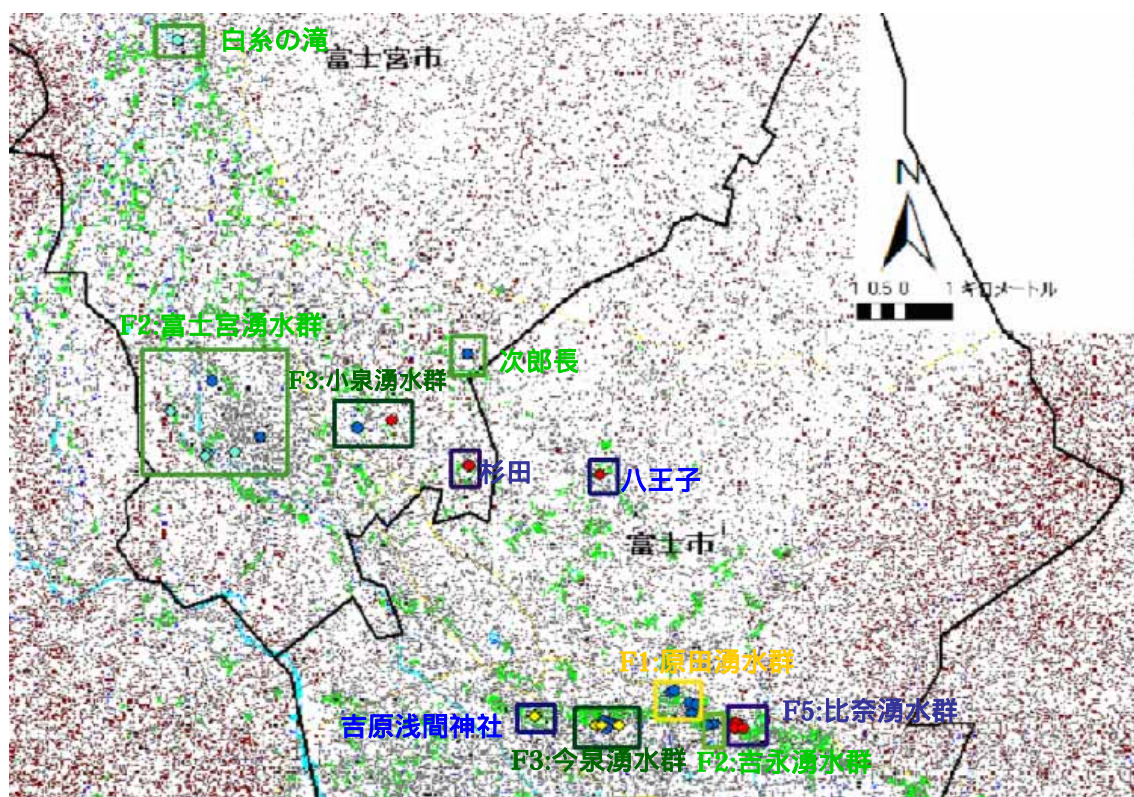 白糸の滝
富士宮市
N
1 0.5 0 1 キロメートル
F2:富士宮湧水群
次郎長
F3:小泉湧水群
杉田
八王子
富士市
F1:原田湧水群
吉原浅間神社
F5:比奈湧水群
F3:今泉湧水群
F2:吉永湧水群